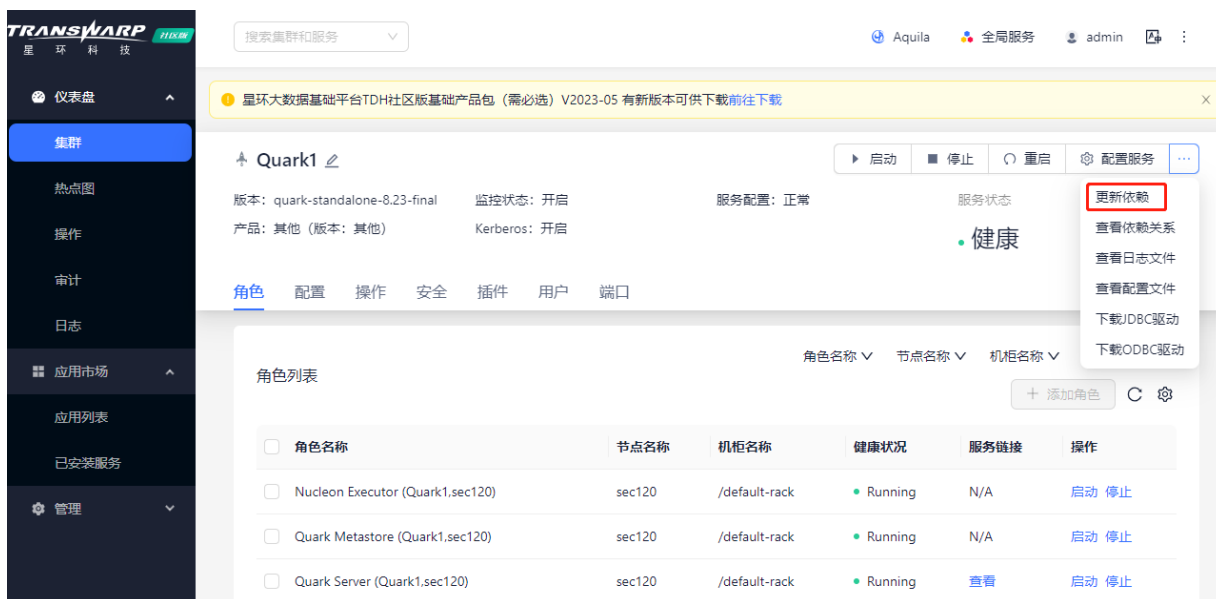 TRANSWARP 社区版
星环科技
搜索集群和服务
Aquila 全局服务 admin
仪表盘
集群
热点图
操作
审计
日志
应用市场
应用列表
已安装服务
管理
星环大数据基础平台TDH社区版基础产品包（需必选）V2023-05 有新版本可供下载前往下载
Quark1
启动 停止 重启 配置服务 ...
版本：quark-standalone-8.23-final 监控状态：开启 服务配置：正常 服务状态
产品：其他（版本：其他） Kerberos：开启 健康
更新依赖
查看依赖关系
查看日志文件
查看配置文件
下载JDBC驱动
下载ODBC驱动
角色 配置 操作 安全 插件 用户 端口
角色名称 节点名称 机柜名称
角色列表
+ 添加角色
角色名称 节点名称 机柜名称 健康状况 服务链接 操作
Nucleon Executor (Quark1,sec120) sec120 /default-rack Running N/A 启动 停止
Quark Metastore (Quark1,sec120) sec120 /default-rack Running N/A 启动 停止
Quark Server (Quark1,sec120) sec120 /default-rack Running 查看 启动 停止